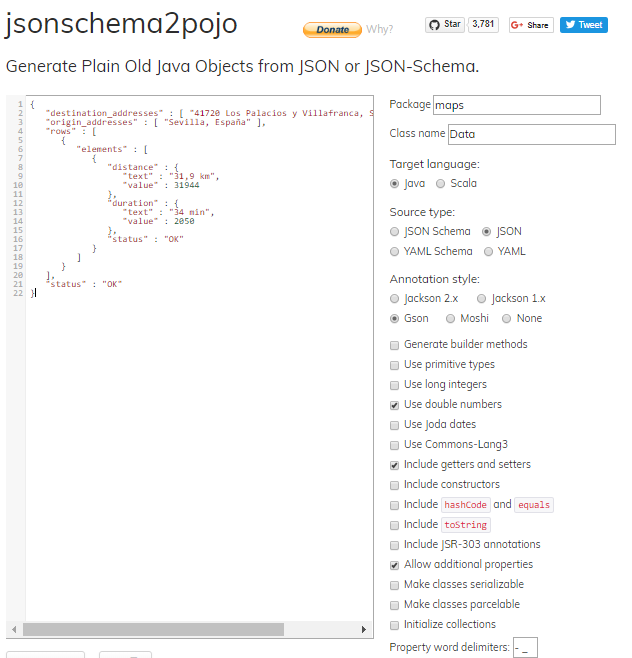 jsonschema2pojo
Donate Why? Star 3,781 G+ Share Tweet
Generate Plain Old Java Objects from JSON or JSON-Schema.
1 {
2 "destination_addresses" : [ "41720 Los Palacios y Villafranca, S
3 "origin_addresses" : [ "Sevilla, España" ],
4 "rows" : [
5 {
6 "elements" : [
7 {
8 "distance" : {
9 "text" : "31,9 km",
10 "value" : 31944
11 },
12 "duration" : {
13 "text" : "34 min",
14 "value" : 2050
15 },
16 "status" : "OK"
17 }
18 ]
19 }
20 ],
21 "status" : "OK"
22 }
Package maps
Class name Data
Target language:
Java Scala
Source type:
JSON Schema JSON
YAML Schema YAML
Annotation style:
Jackson 2.x Jackson 1.x
Gson Moshi None
Generate builder methods
Use primitive types
Use long integers
Use double numbers
Use Joda dates
Use Commons-Lang3
Include getters and setters
Include constructors
Include hashCode and equals
Include toString
Include JSR-303 annotations
Allow additional properties
Make classes serializable
Make classes parcelable
Initialize collections
Property word delimiters: - _